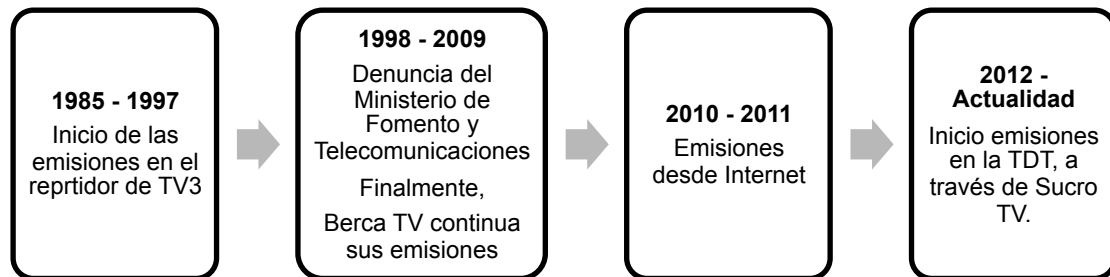 1985 - 1997
Inicio de las
emisiones en el
reprtidor de TV3
1998 - 2009
Denuncia del
Ministerio de
Fomento y
Telecomunicaciones
Finalmente,
Berca TV continua
sus emisiones
2010 - 2011
Emisiones
desde Internet
2012 -
Actualidad
Inicio emisiones
en la TDT, a
través de Sucro
TV.